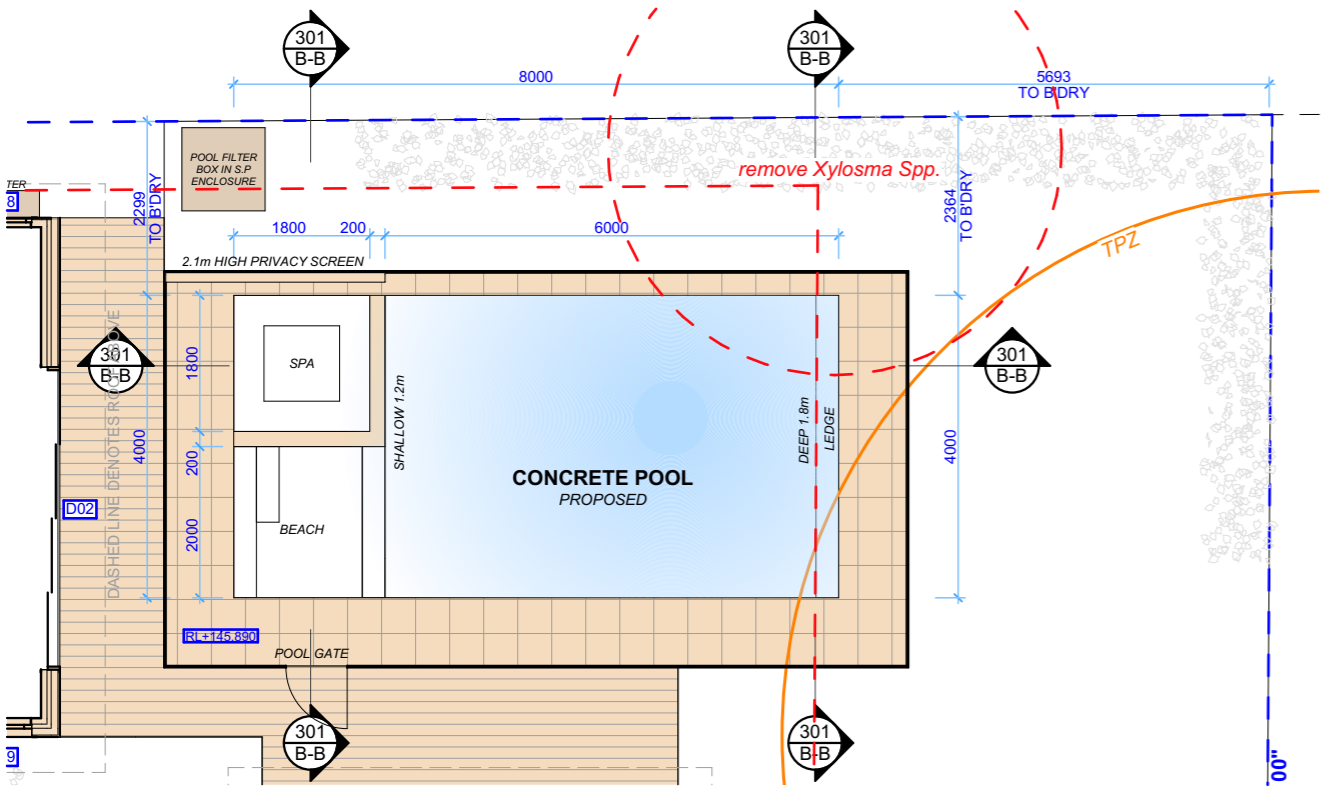 301
B-B
301
B-B
8000
5693
TO B'DRY
POOL FILTER
BOX IN S.P
ENCLOSURE
remove Xylosma Spp.
TER
8
2299
TO B'DRY
2364
TO B'DRY
1800
200
6000
TPZ
2.1m HIGH PRIVACY SCREEN
DASHED LINE DENOTES ROOF ABOVE
301
B-B
SPA
1800
SHALLOW 1.2m
301
B-B
DEEP 1.8m
LEDGE
4000
200
4000
CONCRETE POOL
PROPOSED
D02
2000
BEACH
RL+145.890
POOL GATE
301
B-B
301
B-B
9
00"